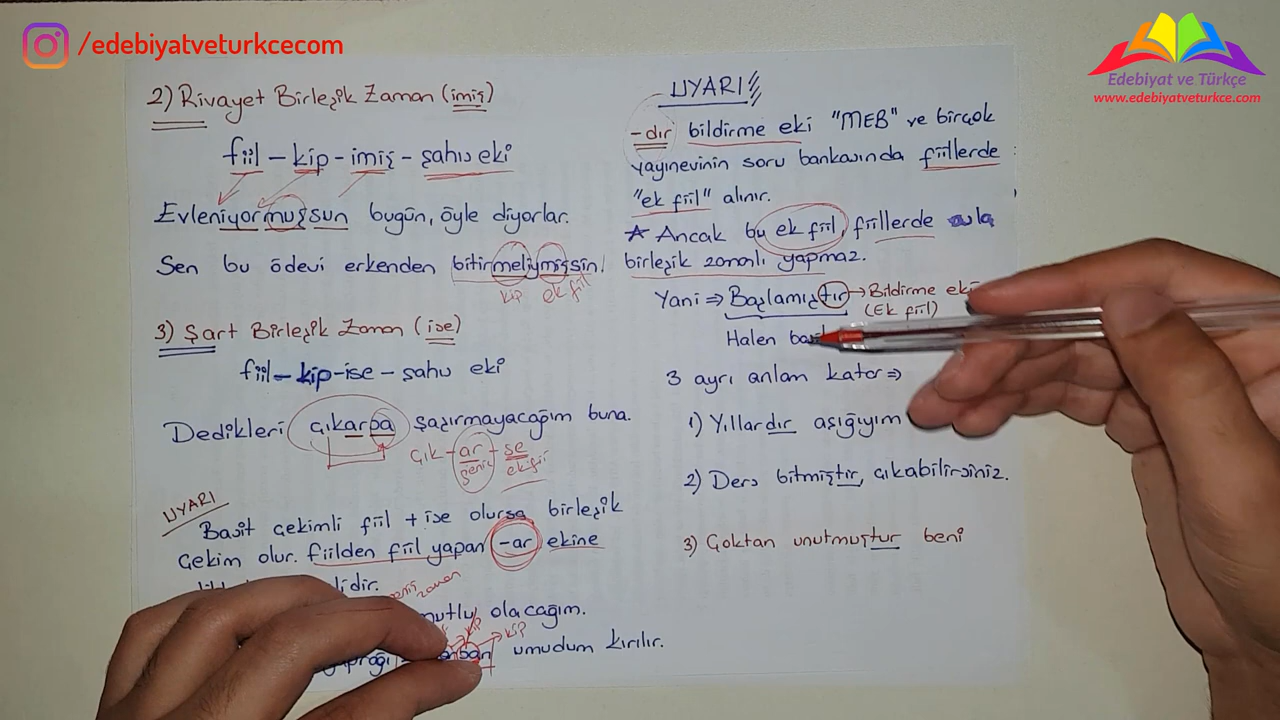 /edebiyatveturkcecom
Edebiyat ve Türkçe
www.edebiyatveturkce.com
2) Rivayet Birleşik Zaman (imiş)
fiil - kip - imiş - şahıs eki
Evleniyormuşsun bugün, öyle diyorlar.
Sen bu ödevi erkenden bitirmeliymişsin!
kip ek fiil
3) Şart Birleşik Zaman (ise)
fiil - kip - ise - şahıs eki
Dedikleri çıkarsa şaşırmayacağım buna.
çık - ar - se
ek fiil
UYARI
Basit çekimli fiil + ise olursa birleşik
çekim olur. Fiilden fiil yapan -ar ekine
zaman
mutlu olacağım.
kip kip
umudum kırılır.
UYARI
-dır bildirme eki "MEB" ve birçok
yayınevinin soru bankasında fiillerde
"ek fiil" alınır.
Ancak bu ek fiil, fiillerde asla
birleşik zamanlı yapmaz.
Yani ⇒ Başlamıştır → Bildirme eki
(Ek fiil)
Halen
3 ayrı anlam katar ⇒
1) Yıllardır aşığıyım
2) Ders bitmiştir, çıkabilirsiniz.
3) Çoktan unutmuştur beni